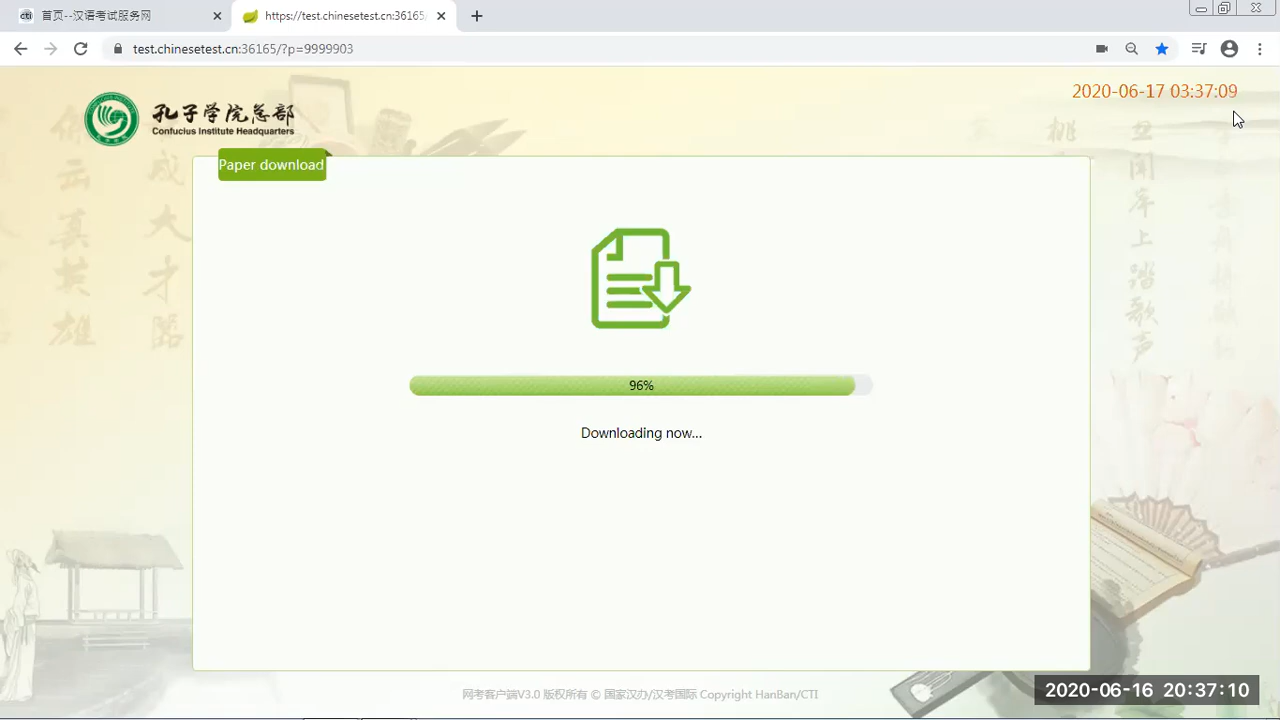 首页--汉语考试服务网
https://test.chinesetest.cn:36165/
test.chinesetest.cn:36165/?p=9999903
2020-06-17 03:37:09
孔子学院总部
Confucius Institute Headquarters
Paper download
96%
Downloading now...
网考客户端V3.0 版权所有 © 国家汉办/汉考国际 Copyright HanBan/CTI
2020-06-16 20:37:10